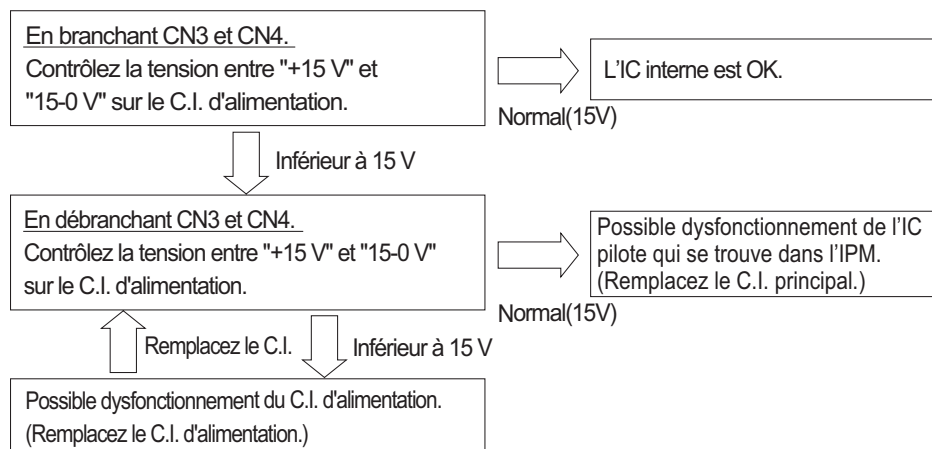 En branchant CN3 et CN4.
Contrôlez la tension entre "+15 V" et
"15-0 V" sur le C.I. d'alimentation.
L'IC interne est OK.
Normal(15V)
Inférieur à 15 V
En débranchant CN3 et CN4.
Contrôlez la tension entre "+15 V" et "15-0 V"
sur le C.I. d'alimentation.
Possible dysfonctionnement de l'IC
pilote qui se trouve dans l'IPM.
(Remplacez le C.I. principal.)
Normal(15V)
Remplacez le C.I.
Inférieur à 15 V
Possible dysfonctionnement du C.I. d'alimentation.
(Remplacez le C.I. d'alimentation.)